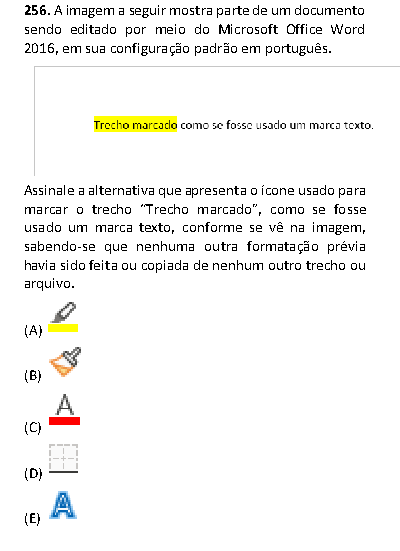 256. A imagem a seguir mostra parte de um documento
sendo editado por meio do Microsoft Office Word
2016, em sua configuração padrão em português.
Trecho marcado como se fosse usado um marca texto.
Assinale a alternativa que apresenta o ícone usado para
marcar o trecho “Trecho marcado”, como se fosse
usado um marca texto, conforme se vê na imagem,
sabendo-se que nenhuma outra formatação prévia
havia sido feita ou copiada de nenhum outro trecho ou
arquivo.
(A)
(B)
(C) A
(D)
(E) A